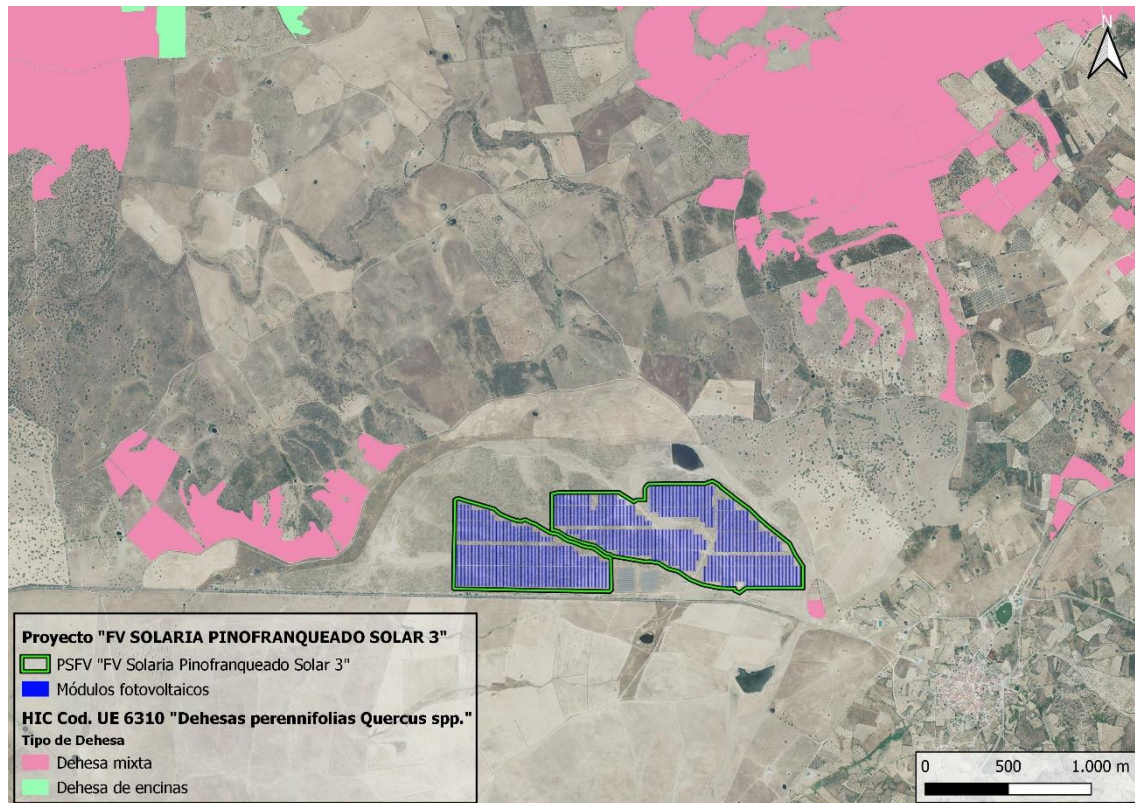 N
Proyecto "FV SOLARIA PINOFRANQUEADO SOLAR 3"
PSFV "FV Solaria Pinofranqueado Solar 3"
Módulos fotovoltaicos
HIC Cod. UE 6310 "Dehesas perennifolias Quercus spp."
Tipo de Dehesa
Dehesa mixta
Dehesa de encinas
0 500 1.000 m